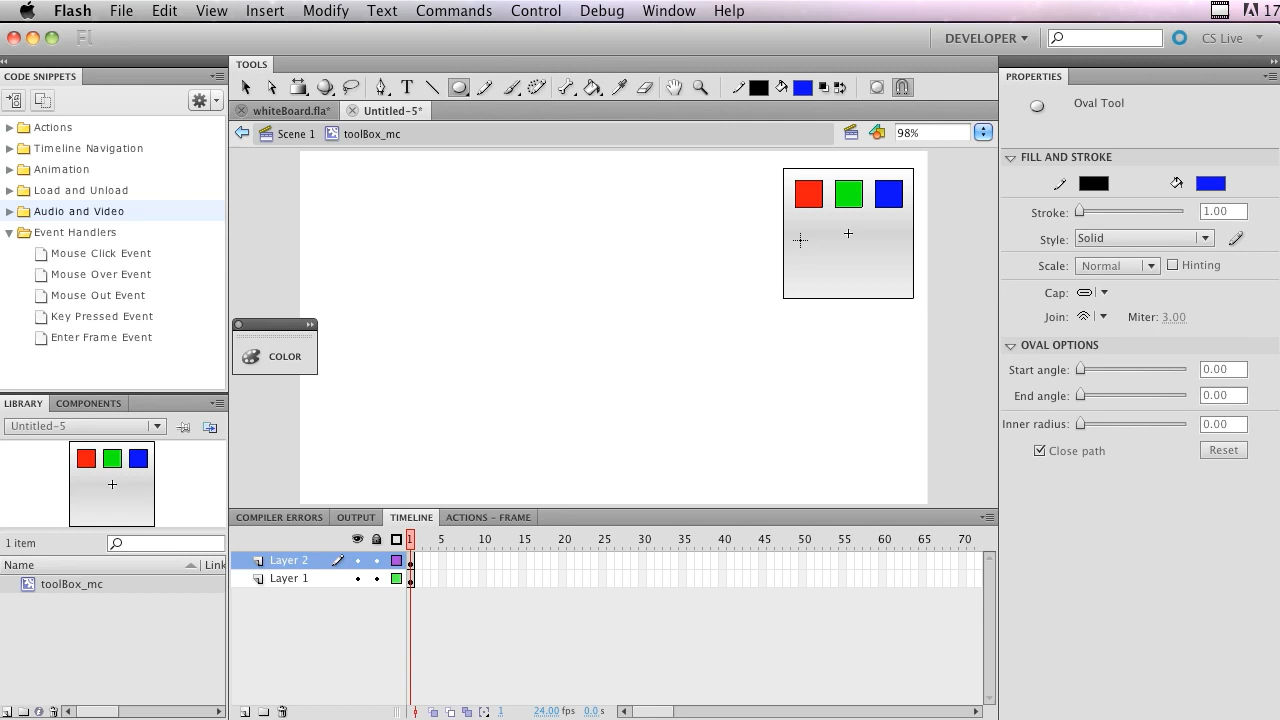 Flash File Edit View Insert Modify Text Commands Control Debug Window Help 17
Fl DEVELOPER CS Live
CODE SNIPPETS
TOOLS
PROPERTIES
Oval Tool
whiteBoard.fla* Untitled-5*
Scene 1 toolBox_mc 98%
Actions
Timeline Navigation
Animation
Load and Unload
Audio and Video
Event Handlers
Mouse Click Event
Mouse Over Event
Mouse Out Event
Key Pressed Event
Enter Frame Event
FILL AND STROKE
Stroke: 1.00
Style: Solid
Scale: Normal Hinting
Cap:
Join: Miter: 3.00
OVAL OPTIONS
Start angle: 0.00
End angle: 0.00
Inner radius: 0.00
Close path Reset
COLOR
LIBRARY COMPONENTS
Untitled-5
1 item
Name Link
toolBox_mc
COMPILER ERRORS OUTPUT TIMELINE ACTIONS - FRAME
1 5 10 15 20 25 30 35 40 45 50 55 60 65 70
Layer 2
Layer 1
1 24.00 fps 0.0 s